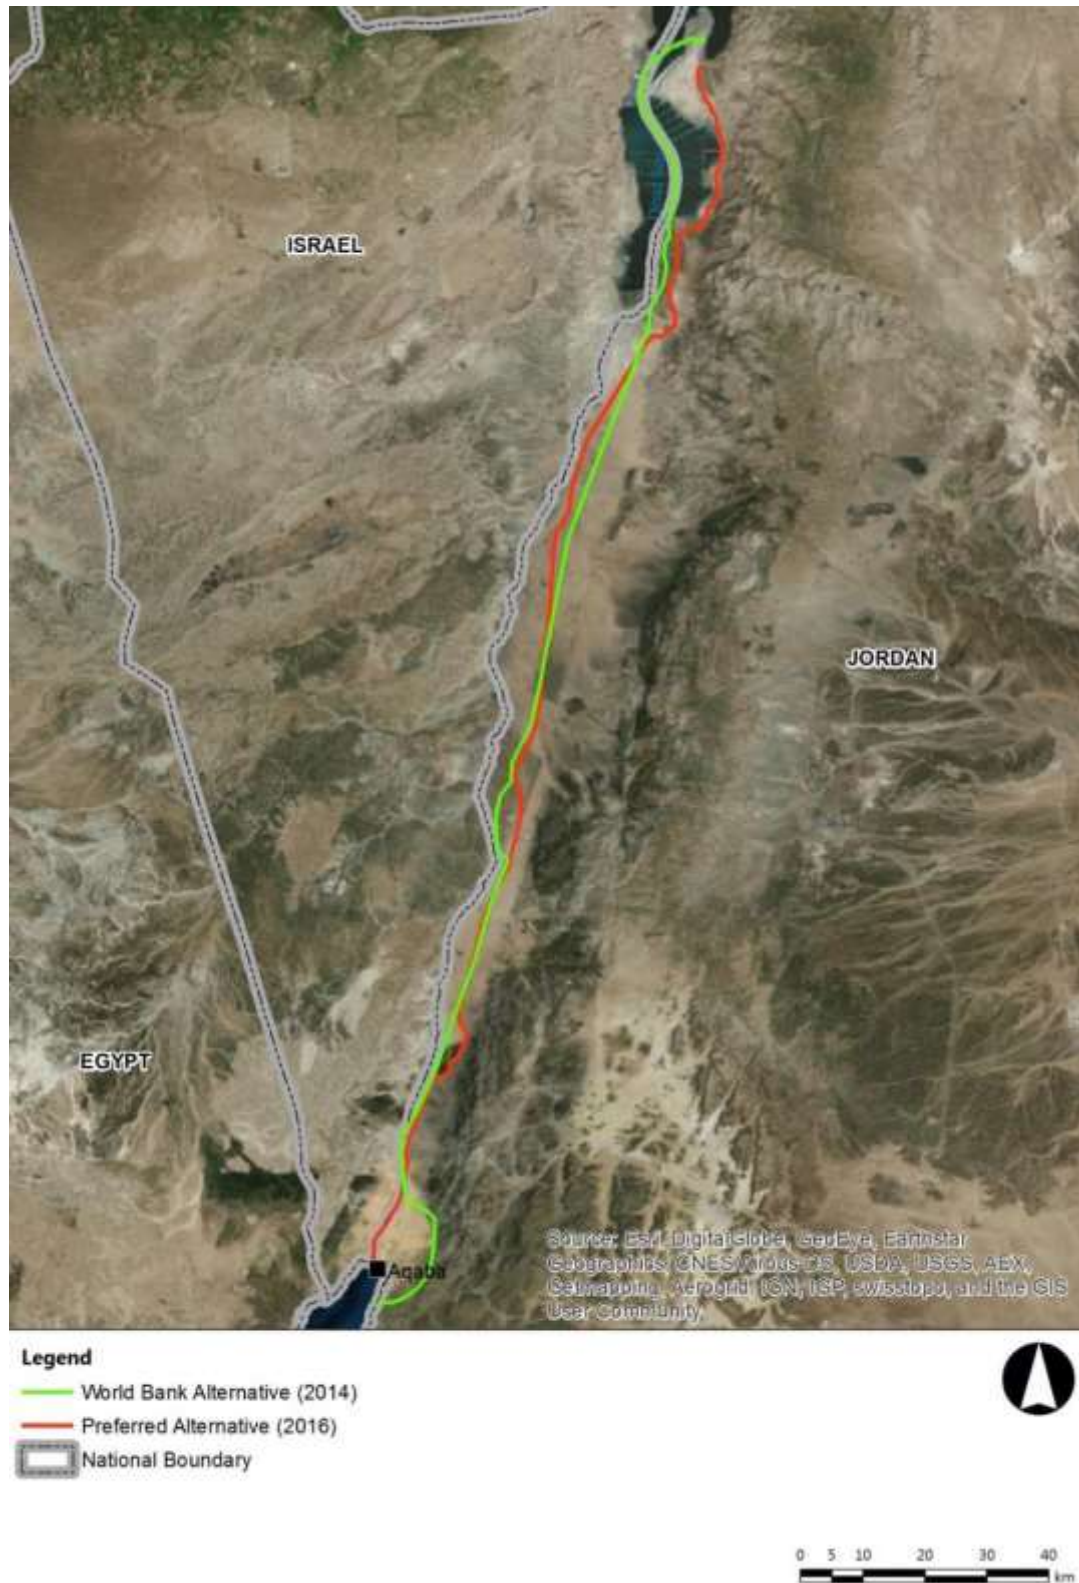 ISRAEL
JORDAN
EGYPT
Aqaba
Source: Esri, DigitalGlobe, GeoEye, Earthstar
Geographics, CNES/Airbus DS, USDA, USGS, AEX,
Getmapping, Aerogrid, IGN, IGP, swisstopo, and the GIS
User Community
Legend
World Bank Alternative (2014)
Preferred Alternative (2016)
National Boundary
0 5 10 20 30 40
km